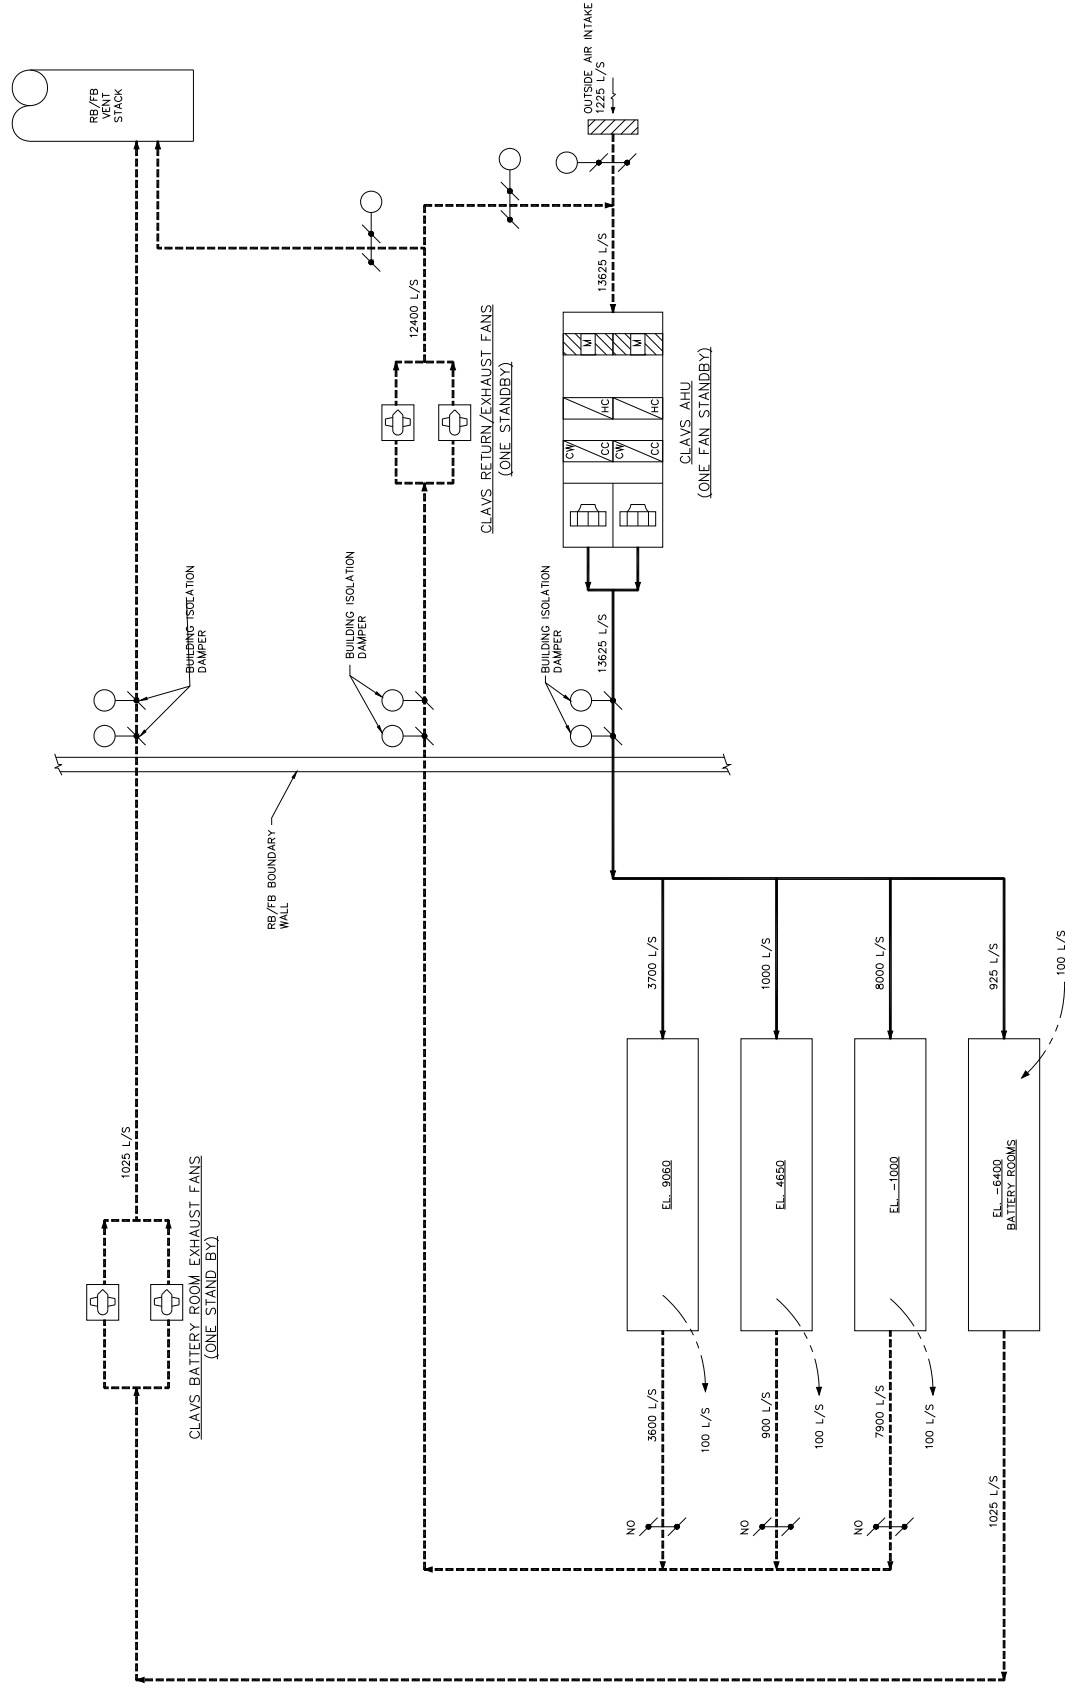 RB/FB
VENT
STACK
OUTSIDE AIR INTAKE
1225 L/S
12400 L/S
13625 L/S
M
M
HC
HC
CW
CC
CW
CC
CLAVS RETURN/EXHAUST FANS
(ONE STANDBY)
CLAVS AHU
(ONE FAN STANDBY)
BUILDING ISOLATION
DAMPER
BUILDING ISOLATION
DAMPER
BUILDING ISOLATION
DAMPER
13625 L/S
RB/FB BOUNDARY
WALL
3700 L/S
1000 L/S
8000 L/S
925 L/S
100 L/S
1025 L/S
CLAVS BATTERY ROOM EXHAUST FANS
(ONE STAND BY)
EL. 9060
EL. 4650
EL. -1000
EL. -6400
BATTERY ROOMS
3600 L/S
100 L/S
900 L/S
100 L/S
7900 L/S
100 L/S
1025 L/S
NO
NO
NO